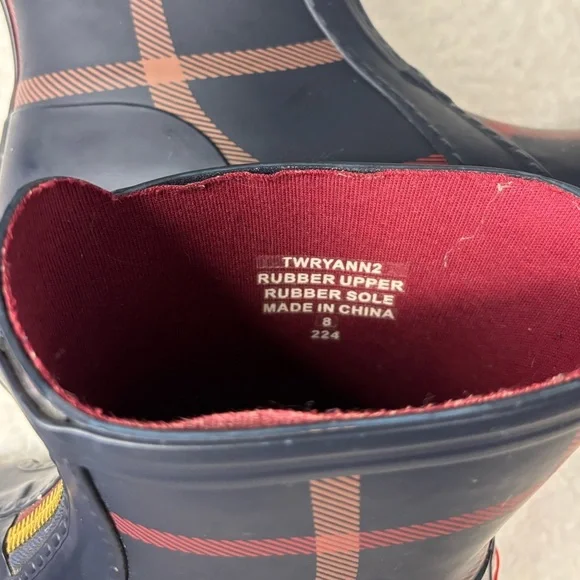 TWRYANN2
RUBBER UPPER
RUBBER SOLE
MADE IN CHINA
8
224